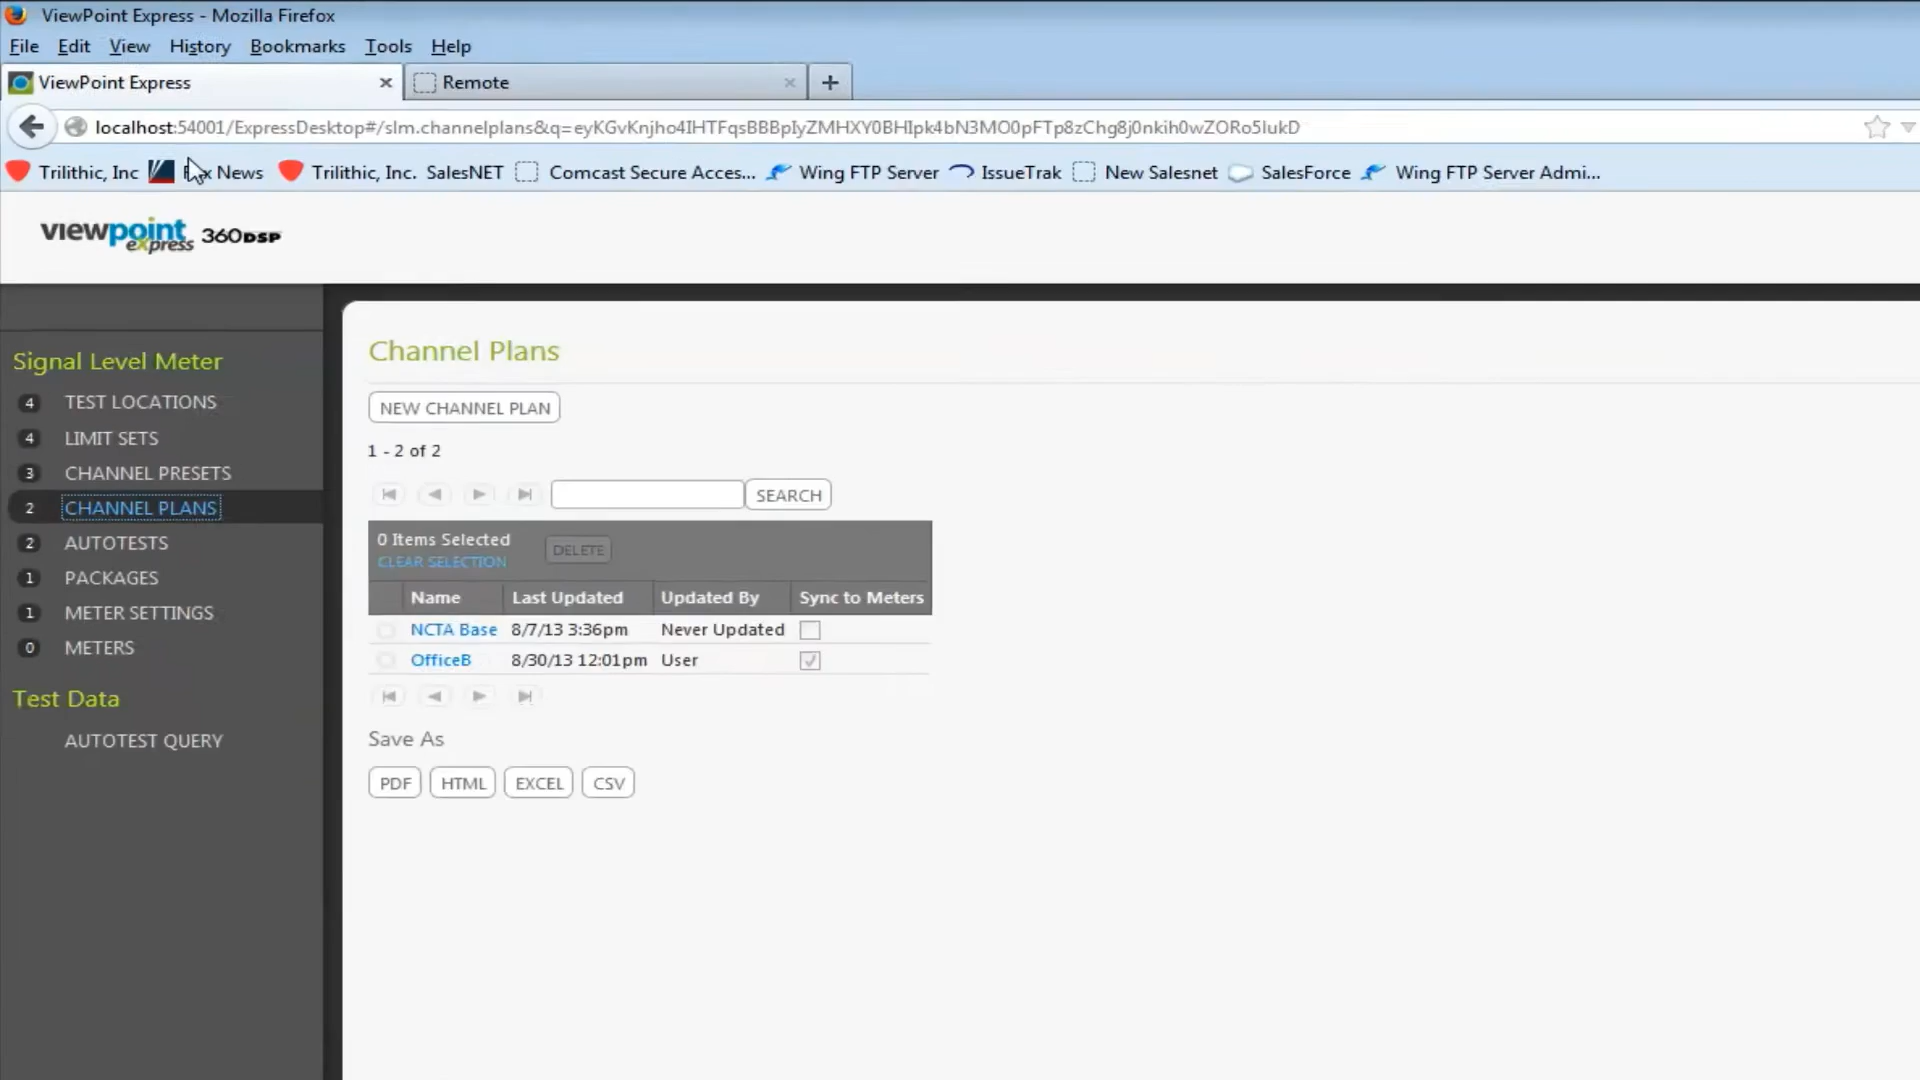 ViewPoint Express - Mozilla Firefox
File Edit View History Bookmarks Tools Help
ViewPoint Express Remote
localhost:54001/ExpressDesktop#/slm.channelplans&q=eyKGvKnjho4IHTFqsBBBpIyZMHXY0BHIpk4bN3MO0pFTp8zChg8j0nkih0wZORo5IukD
Trilithic, Inc News Trilithic, Inc. SalesNET Comcast Secure Acces... Wing FTP Server IssueTrak New Salesnet SalesForce Wing FTP Server Admi...
viewpoint express 360DSP
Signal Level Meter
4 TEST LOCATIONS
4 LIMIT SETS
3 CHANNEL PRESETS
2 CHANNEL PLANS
2 AUTOTESTS
1 PACKAGES
1 METER SETTINGS
0 METERS
Test Data
AUTOTEST QUERY
Channel Plans
NEW CHANNEL PLAN
1 - 2 of 2
SEARCH
0 Items Selected DELETE
CLEAR SELECTION
Name Last Updated Updated By Sync to Meters
NCTA Base 8/7/13 3:36pm Never Updated
OfficeB 8/30/13 12:01pm User
Save As
PDF HTML EXCEL CSV